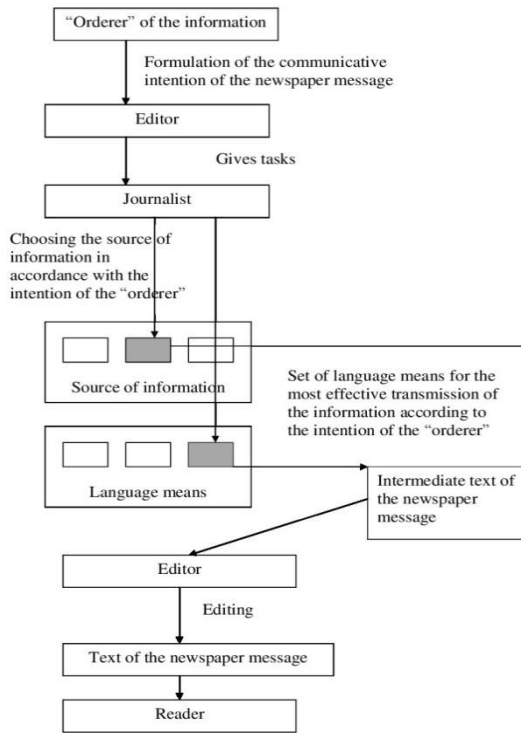 “Orderer” of the information
Formulation of the communicative
intention of the newspaper message
Editor
Gives tasks
Journalist
Choosing the source of
information in
accordance with the
intention of the “orderer”
Source of information
Set of language means for the
most effective transmission
of the information according to
the intention of the “orderer”
Language means
Intermediate text of
the newspaper
message
Editor
Editing
Text of the newspaper message
Reader